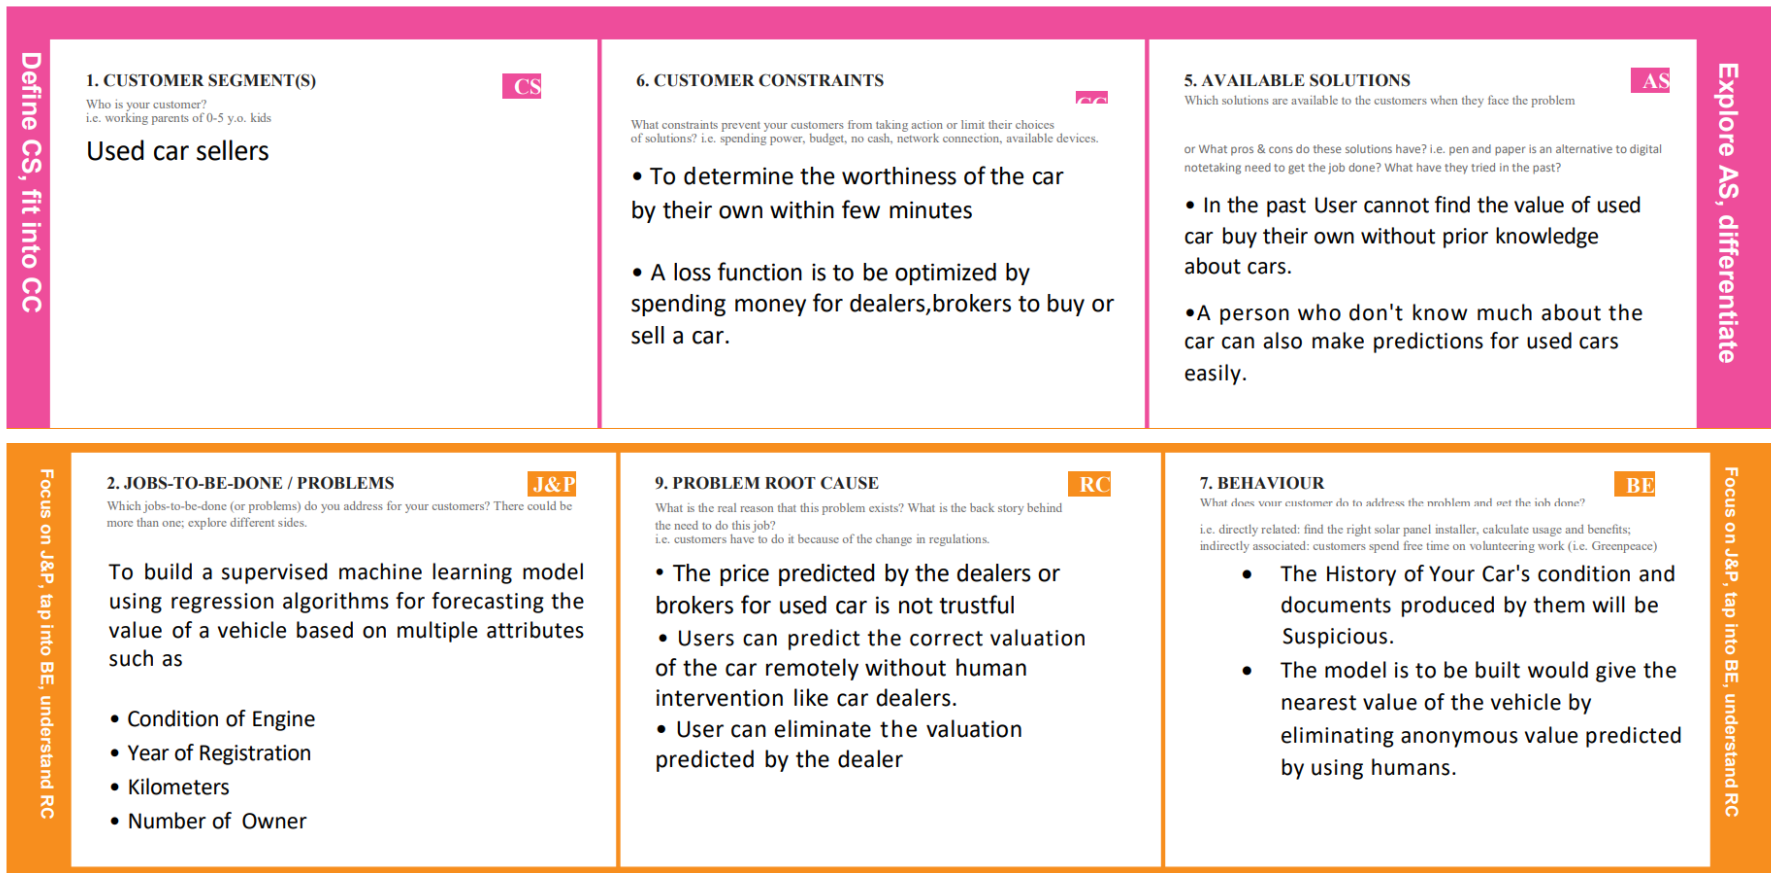 Define CS, fit into CC
1. CUSTOMER SEGMENT(S)
CS
Who is your customer?
i.e. working parents of 0-5 y.o. kids
Used car sellers
6. CUSTOMER CONSTRAINTS
CC
What constraints prevent your customers from taking action or limit their choices
of solutions? i.e. spending power, budget, no cash, network connection, available devices.
• To determine the worthiness of the car
by their own within few minutes
• A loss function is to be optimized by
spending money for dealers,brokers to buy or
sell a car.
5. AVAILABLE SOLUTIONS
AS
Which solutions are available to the customers when they face the problem
or What pros & cons do these solutions have? i.e. pen and paper is an alternative to digital
notetaking need to get the job done? What have they tried in the past?
• In the past User cannot find the value of used
car buy their own without prior knowledge
about cars.
•A person who don't know much about the
car can also make predictions for used cars
easily.
Explore AS, differentiate
Focus on J&P, tap into BE, understand RC
2. JOBS-TO-BE-DONE / PROBLEMS
J&P
Which jobs-to-be-done (or problems) do you address for your customers? There could be
more than one; explore different sides.
To build a supervised machine learning model
using regression algorithms for forecasting the
value of a vehicle based on multiple attributes
such as
• Condition of Engine
• Year of Registration
• Kilometers
• Number of Owner
9. PROBLEM ROOT CAUSE
RC
What is the real reason that this problem exists? What is the back story behind
the need to do this job?
i.e. customers have to do it because of the change in regulations.
• The price predicted by the dealers or
brokers for used car is not trustful
• Users can predict the correct valuation
of the car remotely without human
intervention like car dealers.
• User can eliminate the valuation
predicted by the dealer
7. BEHAVIOUR
BE
What does your customer do to address the problem and get the job done?
i.e. directly related: find the right solar panel installer, calculate usage and benefits;
indirectly associated: customers spend free time on volunteering work (i.e. Greenpeace)
• The History of Your Car's condition and
documents produced by them will be
Suspicious.
• The model is to be built would give the
nearest value of the vehicle by
eliminating anonymous value predicted
by using humans.
Focus on J&P, tap into BE, understand RC